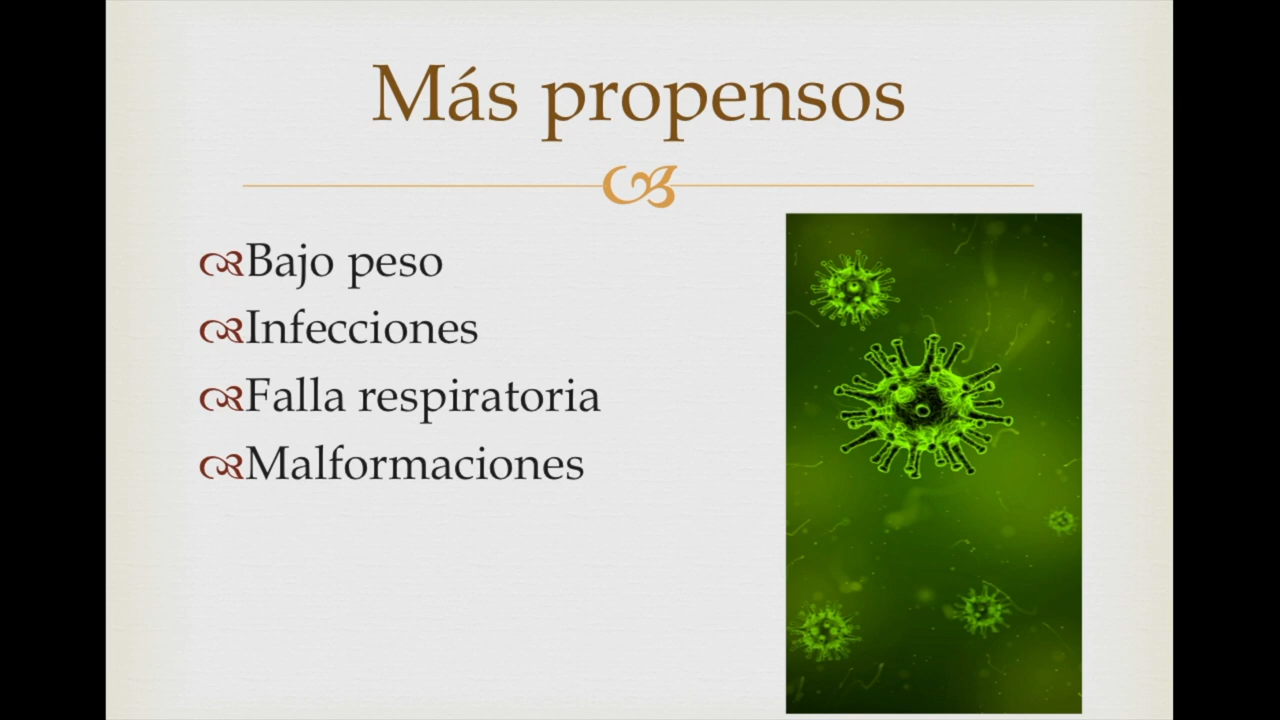 Más propensos
Bajo peso
Infecciones
Falla respiratoria
Malformaciones